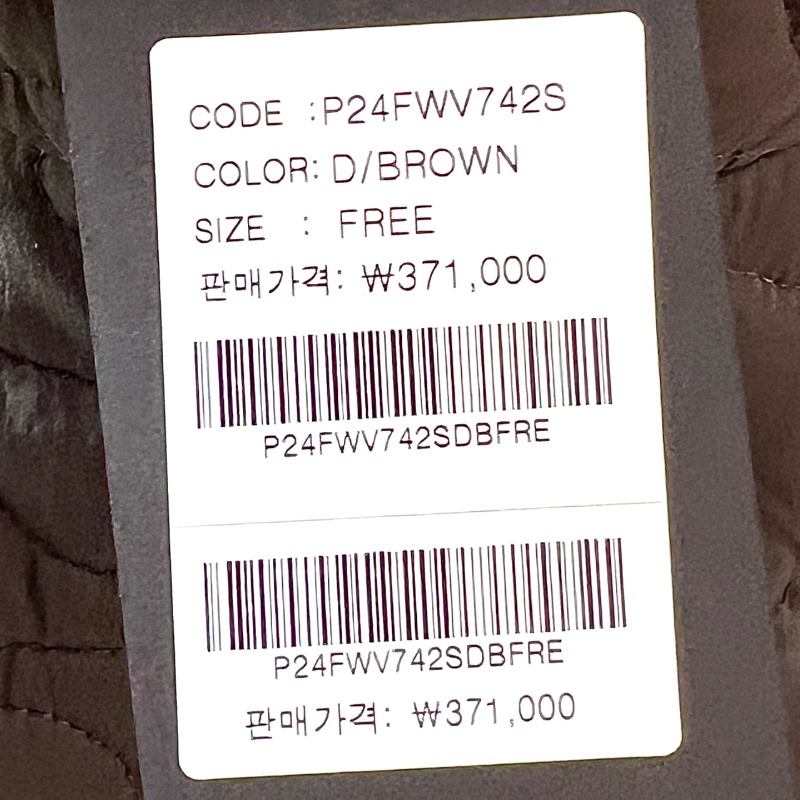 CODE :P24FWV742S
COLOR: D/BROWN
SIZE : FREE
판매가격: ₩371,000
P24FWV742SDBFRE
P24FWV742SDBFRE
판매가격: ₩371,000